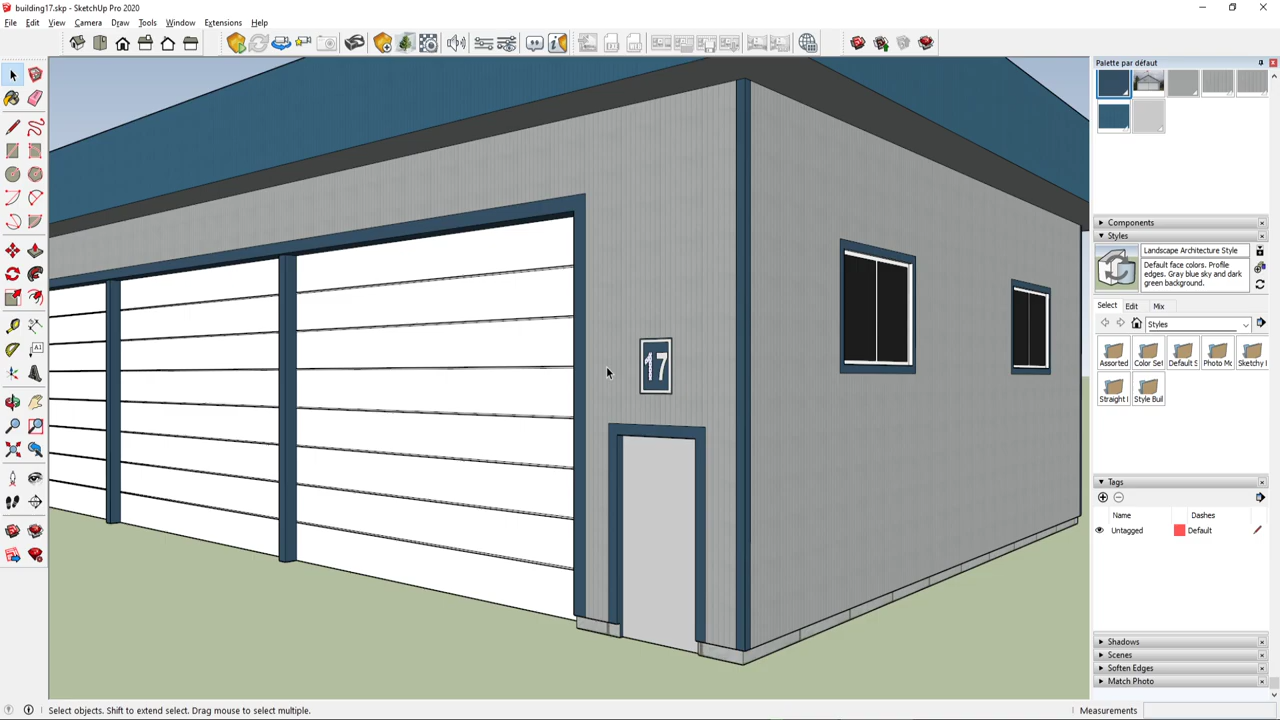 building17.skp - SketchUp Pro 2020
File Edit View Camera Draw Tools Window Extensions Help
Palette par défaut
Components
Styles
Landscape Architecture Style
Default face colors. Profile
edges. Gray blue sky and dark
green background.
Select Edit Mix
Styles
Assorted Color Set Default S Photo Mo Sketchy I
Straight l Style Buil
17
Tags
Name Dashes
Untagged Default
Shadows
Scenes
Soften Edges
Match Photo
Select objects. Shift to extend select. Drag mouse to select multiple.
Measurements